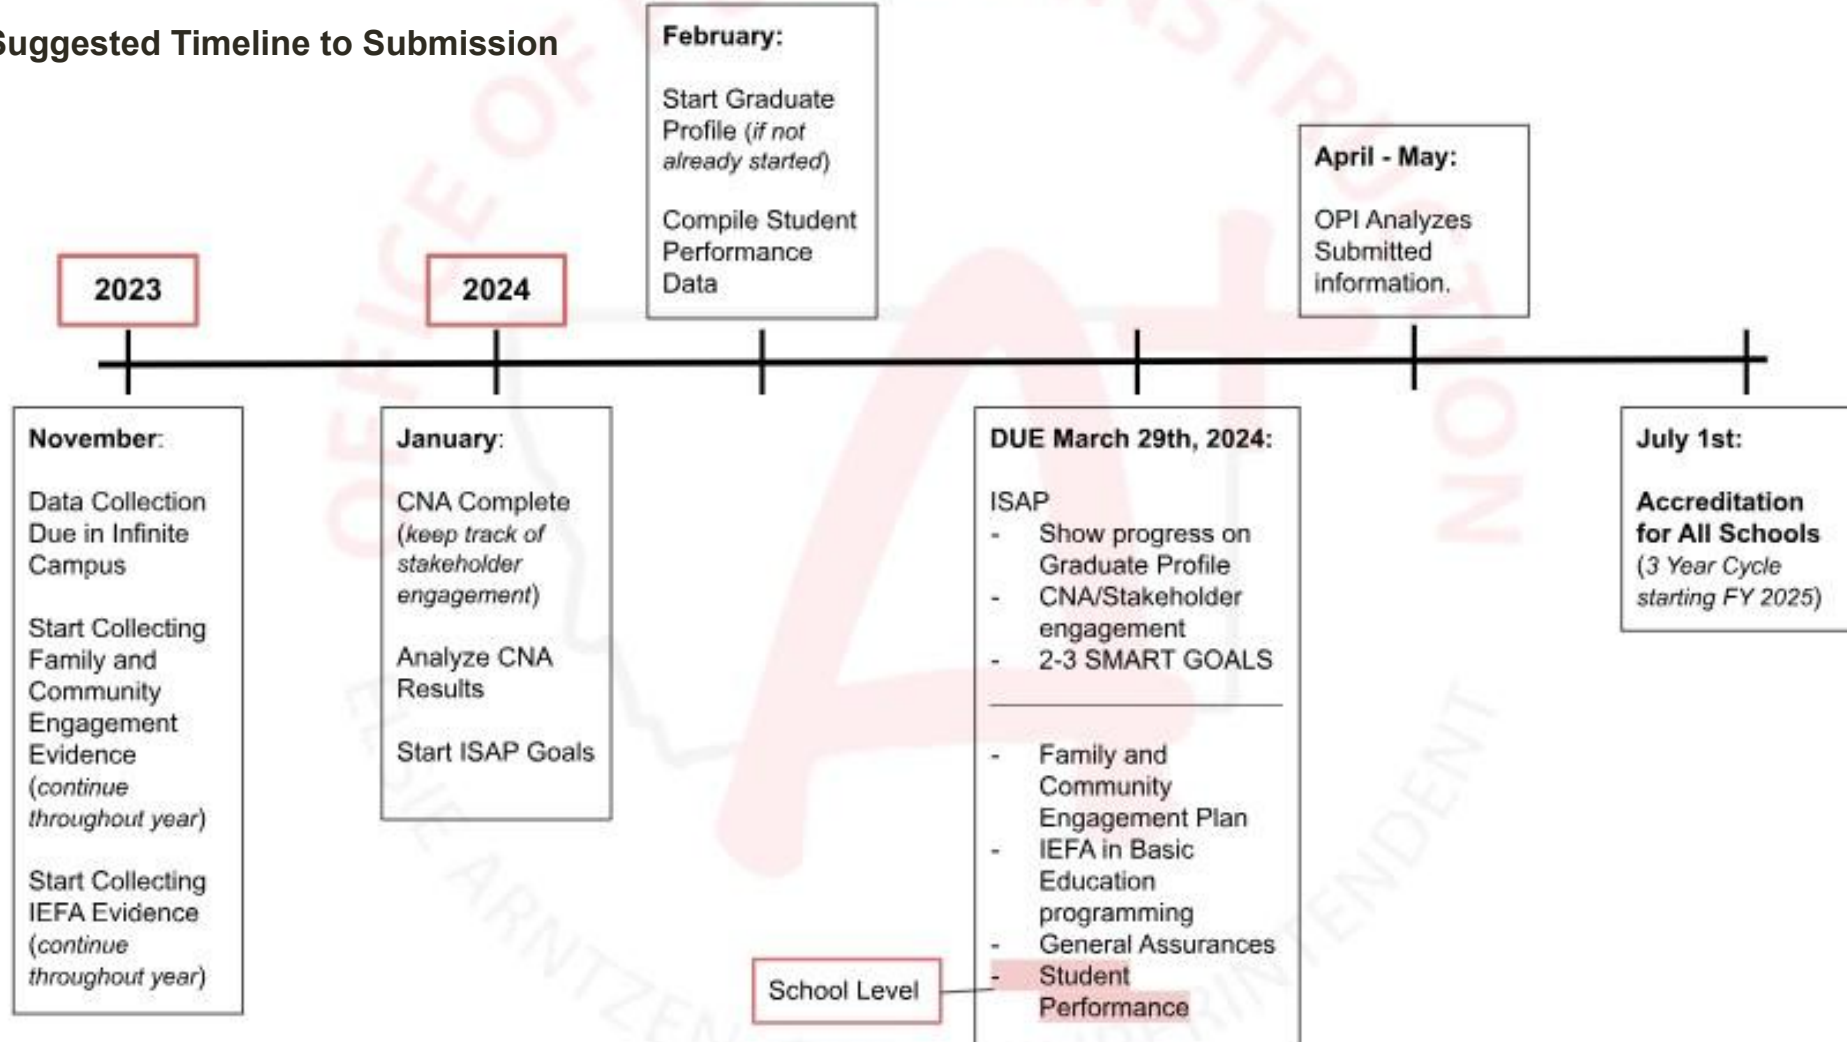 Suggested Timeline to Submission
February:
Start Graduate
Profile (if not
already started)
Compile Student
Performance
Data
April - May:
OPI Analyzes
Submitted
information.
2023
2024
November:
Data Collection
Due in Infinite
Campus
Start Collecting
Family and
Community
Engagement
Evidence
(continue
throughout year)
Start Collecting
IEFA Evidence
(continue
throughout year)
January:
CNA Complete
(keep track of
stakeholder
engagement)
Analyze CNA
Results
Start ISAP Goals
DUE March 29th, 2024:
ISAP
- Show progress on
Graduate Profile
- CNA/Stakeholder
engagement
- 2-3 SMART GOALS
- Family and
Community
Engagement Plan
- IEFA in Basic
Education
programming
- General Assurances
- Student
Performance
School Level
July 1st:
Accreditation
for All Schools
(3 Year Cycle
starting FY 2025)
OFFICE OF
INSTRUCTION
A+
ELSIE ARNTZEN